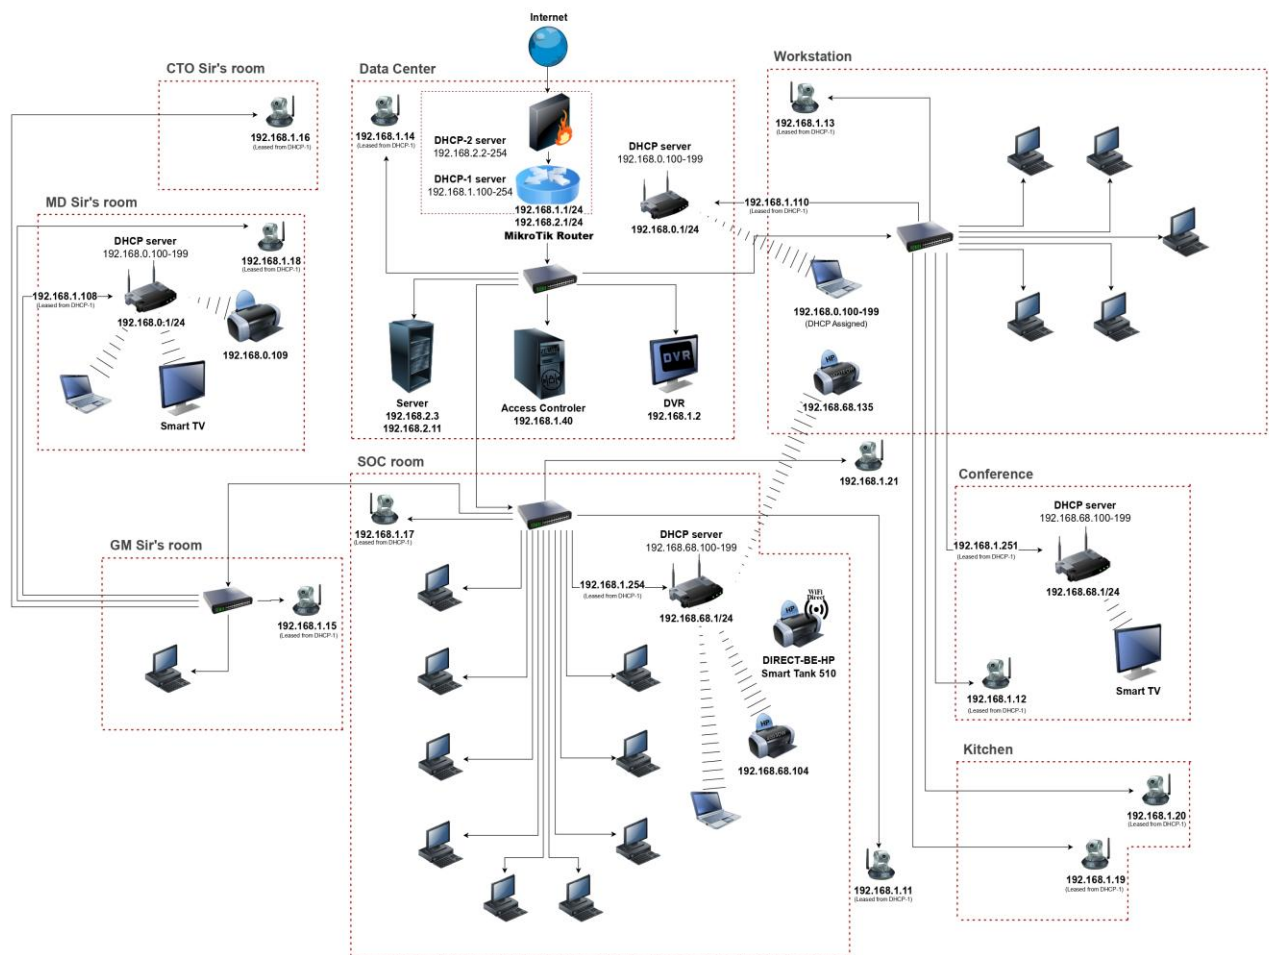 Internet
CTO Sir's room
192.168.1.16
(Leased from DHCP-1)
Data Center
192.168.1.14
(Leased from DHCP-1)
DHCP-2 server
192.168.2.2-254
DHCP-1 server
192.168.1.100-254
192.168.1.1/24
192.168.2.1/24
MikroTik Router
DHCP server
192.168.0.100-199
192.168.0.1/24
Server
192.168.2.3
192.168.2.11
Access Controler
192.168.1.40
DVR
DVR
192.168.1.2
Workstation
192.168.1.13
(Leased from DHCP-1)
192.168.1.110
(Leased from DHCP-1)
192.168.0.100-199
(DHCP Assigned)
HP
192.168.68.135
MD Sir's room
DHCP server
192.168.0.100-199
192.168.1.18
(Leased from DHCP-1)
192.168.1.108
(Leased from DHCP-1)
192.168.0.1/24
192.168.0.109
Smart TV
SOC room
192.168.1.21
192.168.1.17
(Leased from DHCP-1)
DHCP server
192.168.68.100-199
192.168.1.254
(Leased from DHCP-1)
192.168.68.1/24
WiFi
Direct
HP
DIRECT-BE-HP
Smart Tank 510
HP
192.168.68.104
192.168.1.11
(Leased from DHCP-1)
GM Sir's room
192.168.1.15
(Leased from DHCP-1)
Conference
DHCP server
192.168.68.100-199
192.168.1.251
(Leased from DHCP-1)
192.168.68.1/24
192.168.1.12
(Leased from DHCP-1)
Smart TV
Kitchen
192.168.1.20
(Leased from DHCP-1)
192.168.1.19
(Leased from DHCP-1)